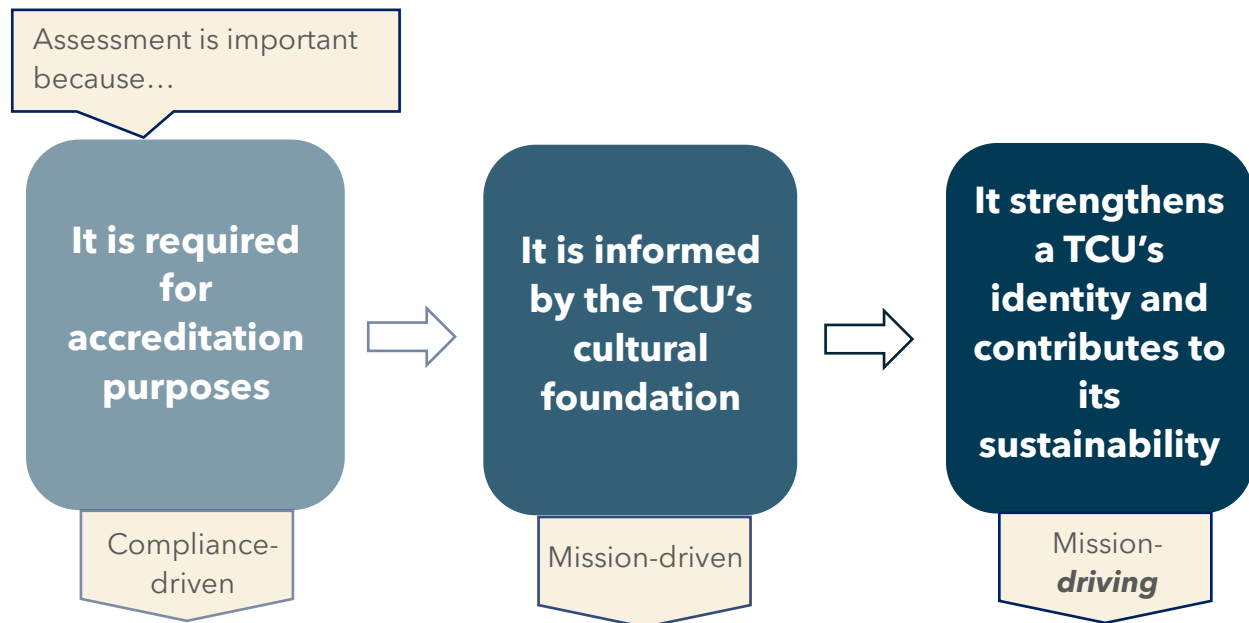 Assessment is important
because…
It is required
for
accreditation
purposes
Compliance-
driven
It is informed
by the TCU’s
cultural
foundation
Mission-driven
It strengthens
a TCU’s
identity and
contributes to
its
sustainability
Mission-
driving